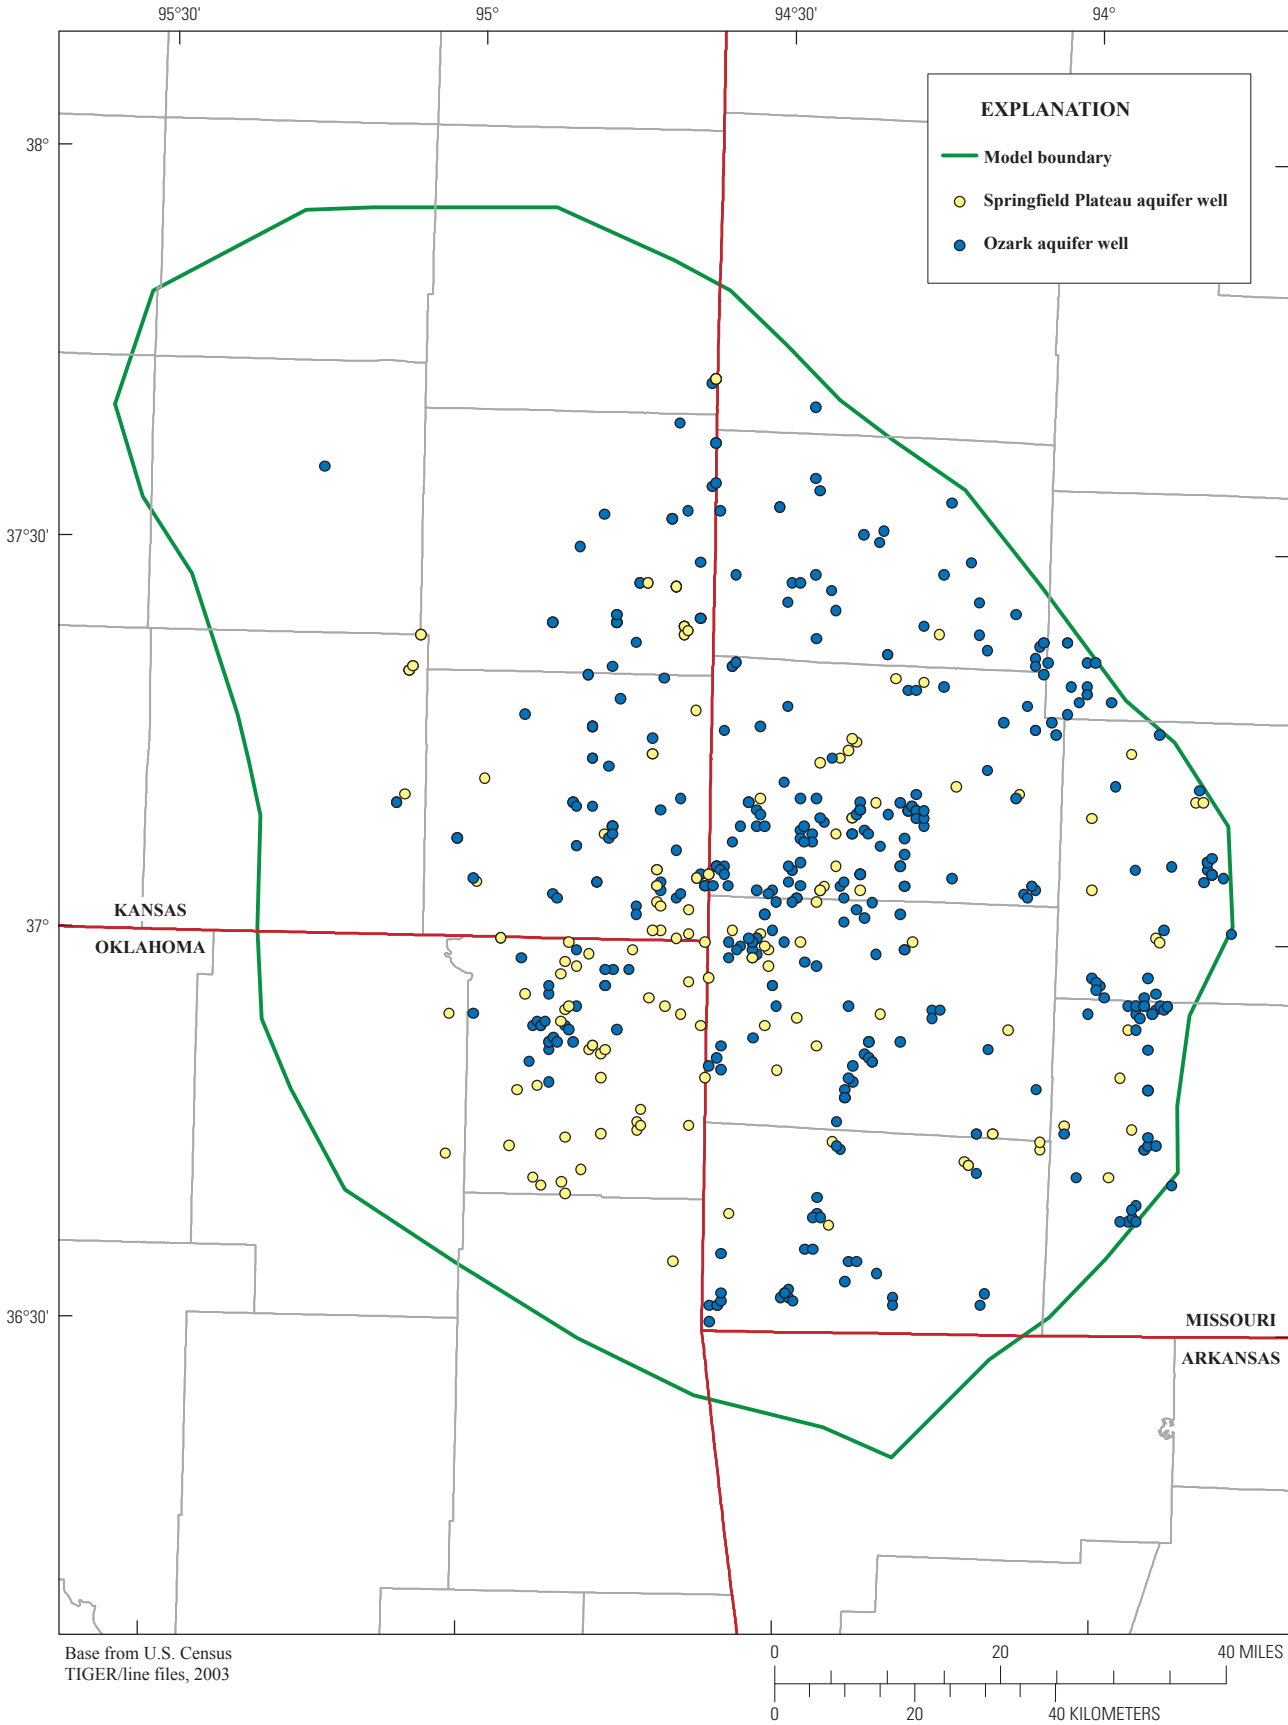 95°30'
95°
94°30'
94°
EXPLANATION
Model boundary
Springfield Plateau aquifer well
Ozark aquifer well
38°
37°30'
37°
KANSAS
OKLAHOMA
36°30'
MISSOURI
ARKANSAS
Base from U.S. Census
TIGER/line files, 2003
0 20 40 MILES
0 20 40 KILOMETERS